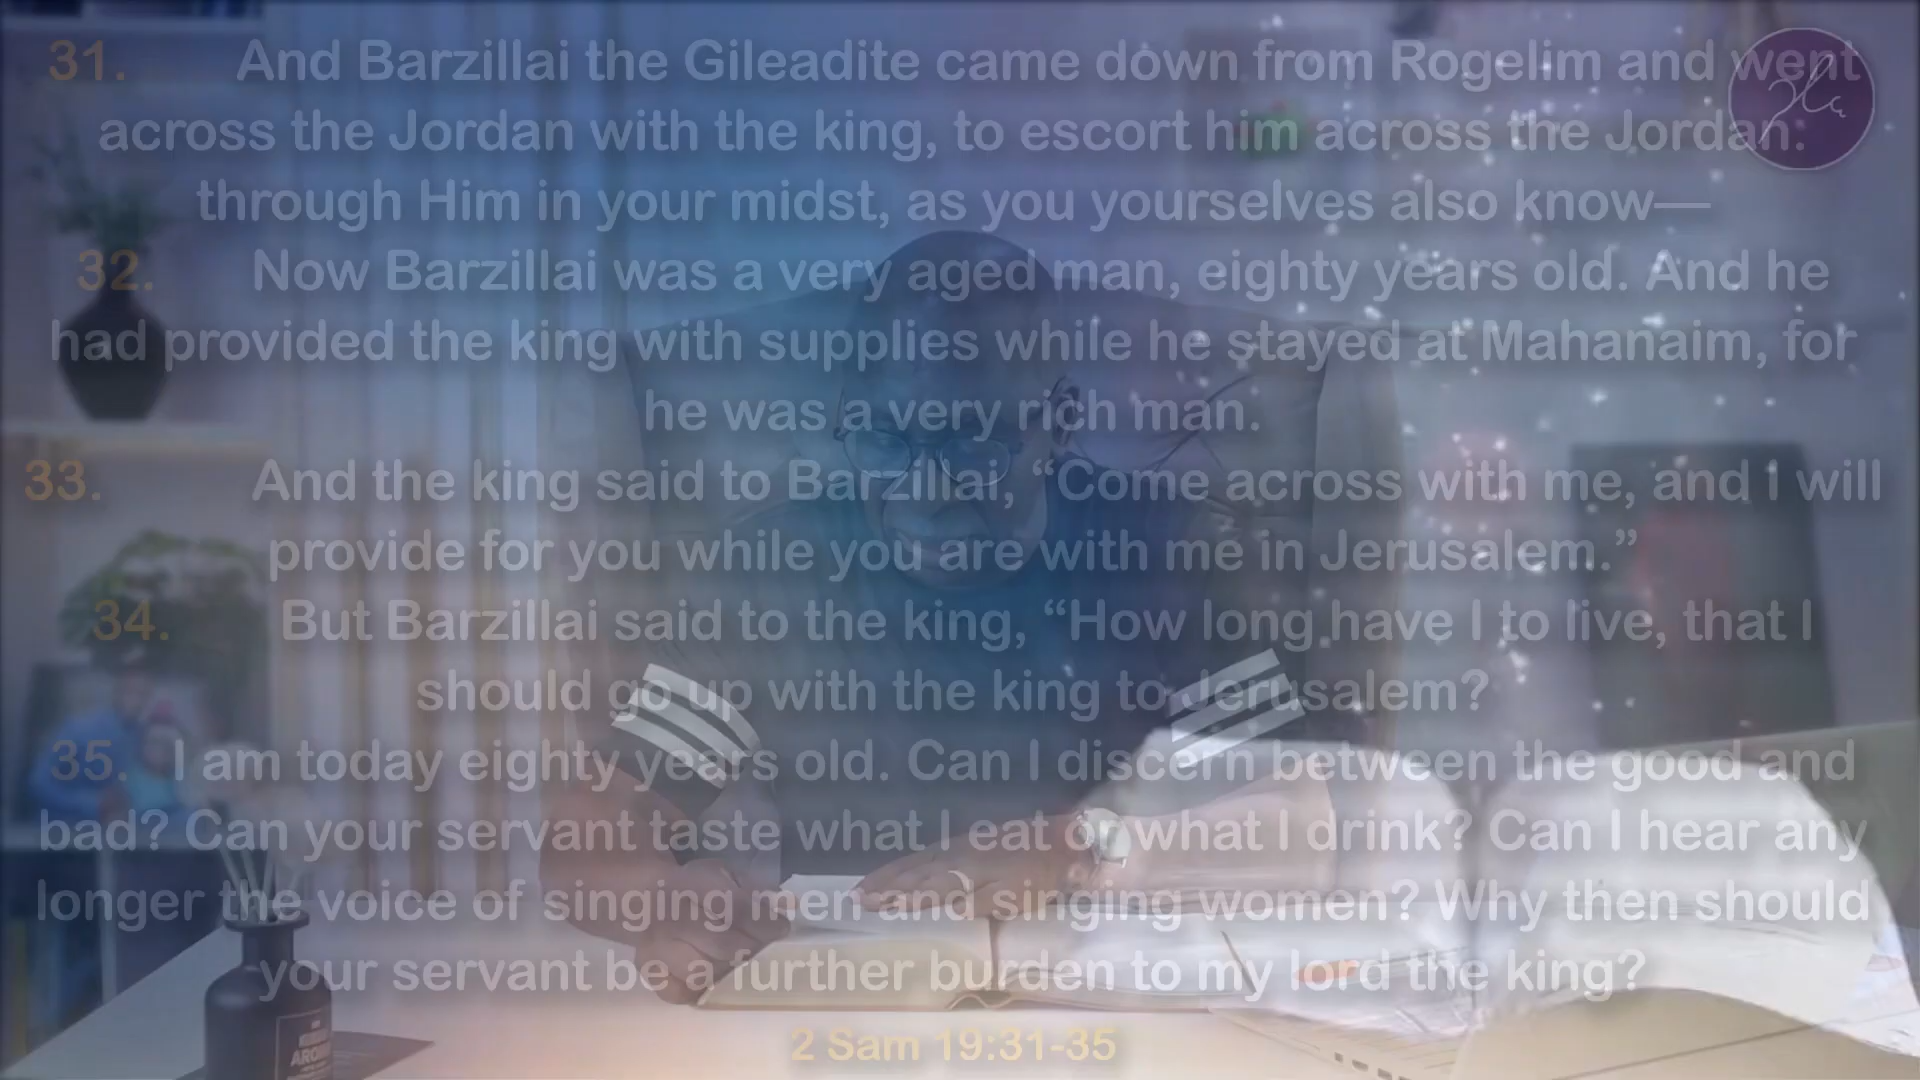 31. And Barzillai the Gileadite came down from Rogelim and went
across the Jordan with the king, to escort him across the Jordan.
through Him in your midst, as you yourselves also know—
32. Now Barzillai was a very aged man, eighty years old. And he
had provided the king with supplies while he stayed at Mahanaim, for
he was a very rich man.
33. And the king said to Barzillai, “Come across with me, and I will
provide for you while you are with me in Jerusalem.”
34. But Barzillai said to the king, “How long have I to live, that I
should go up with the king to Jerusalem?
35. I am today eighty years old. Can I discern between the good and
bad? Can your servant taste what I eat or what I drink? Can I hear any
longer the voice of singing men and singing women? Why then should
your servant be a further burden to my lord the king?
2 Sam 19:31-35